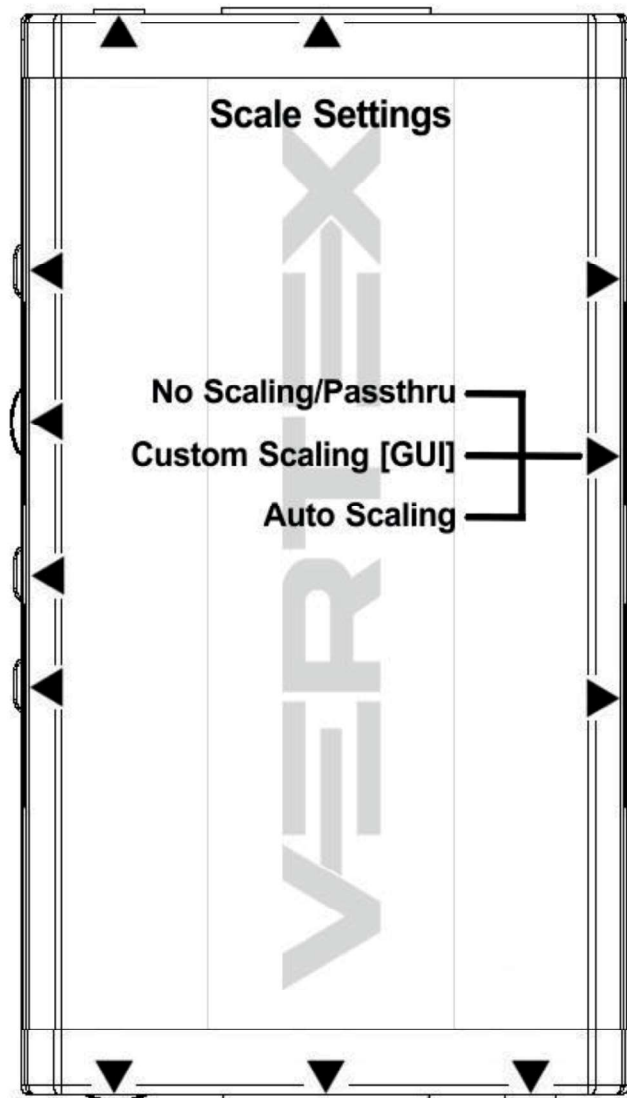 Scale Settings
No Scaling/Passthru
Custom Scaling [GUI]
Auto Scaling
VERTEX